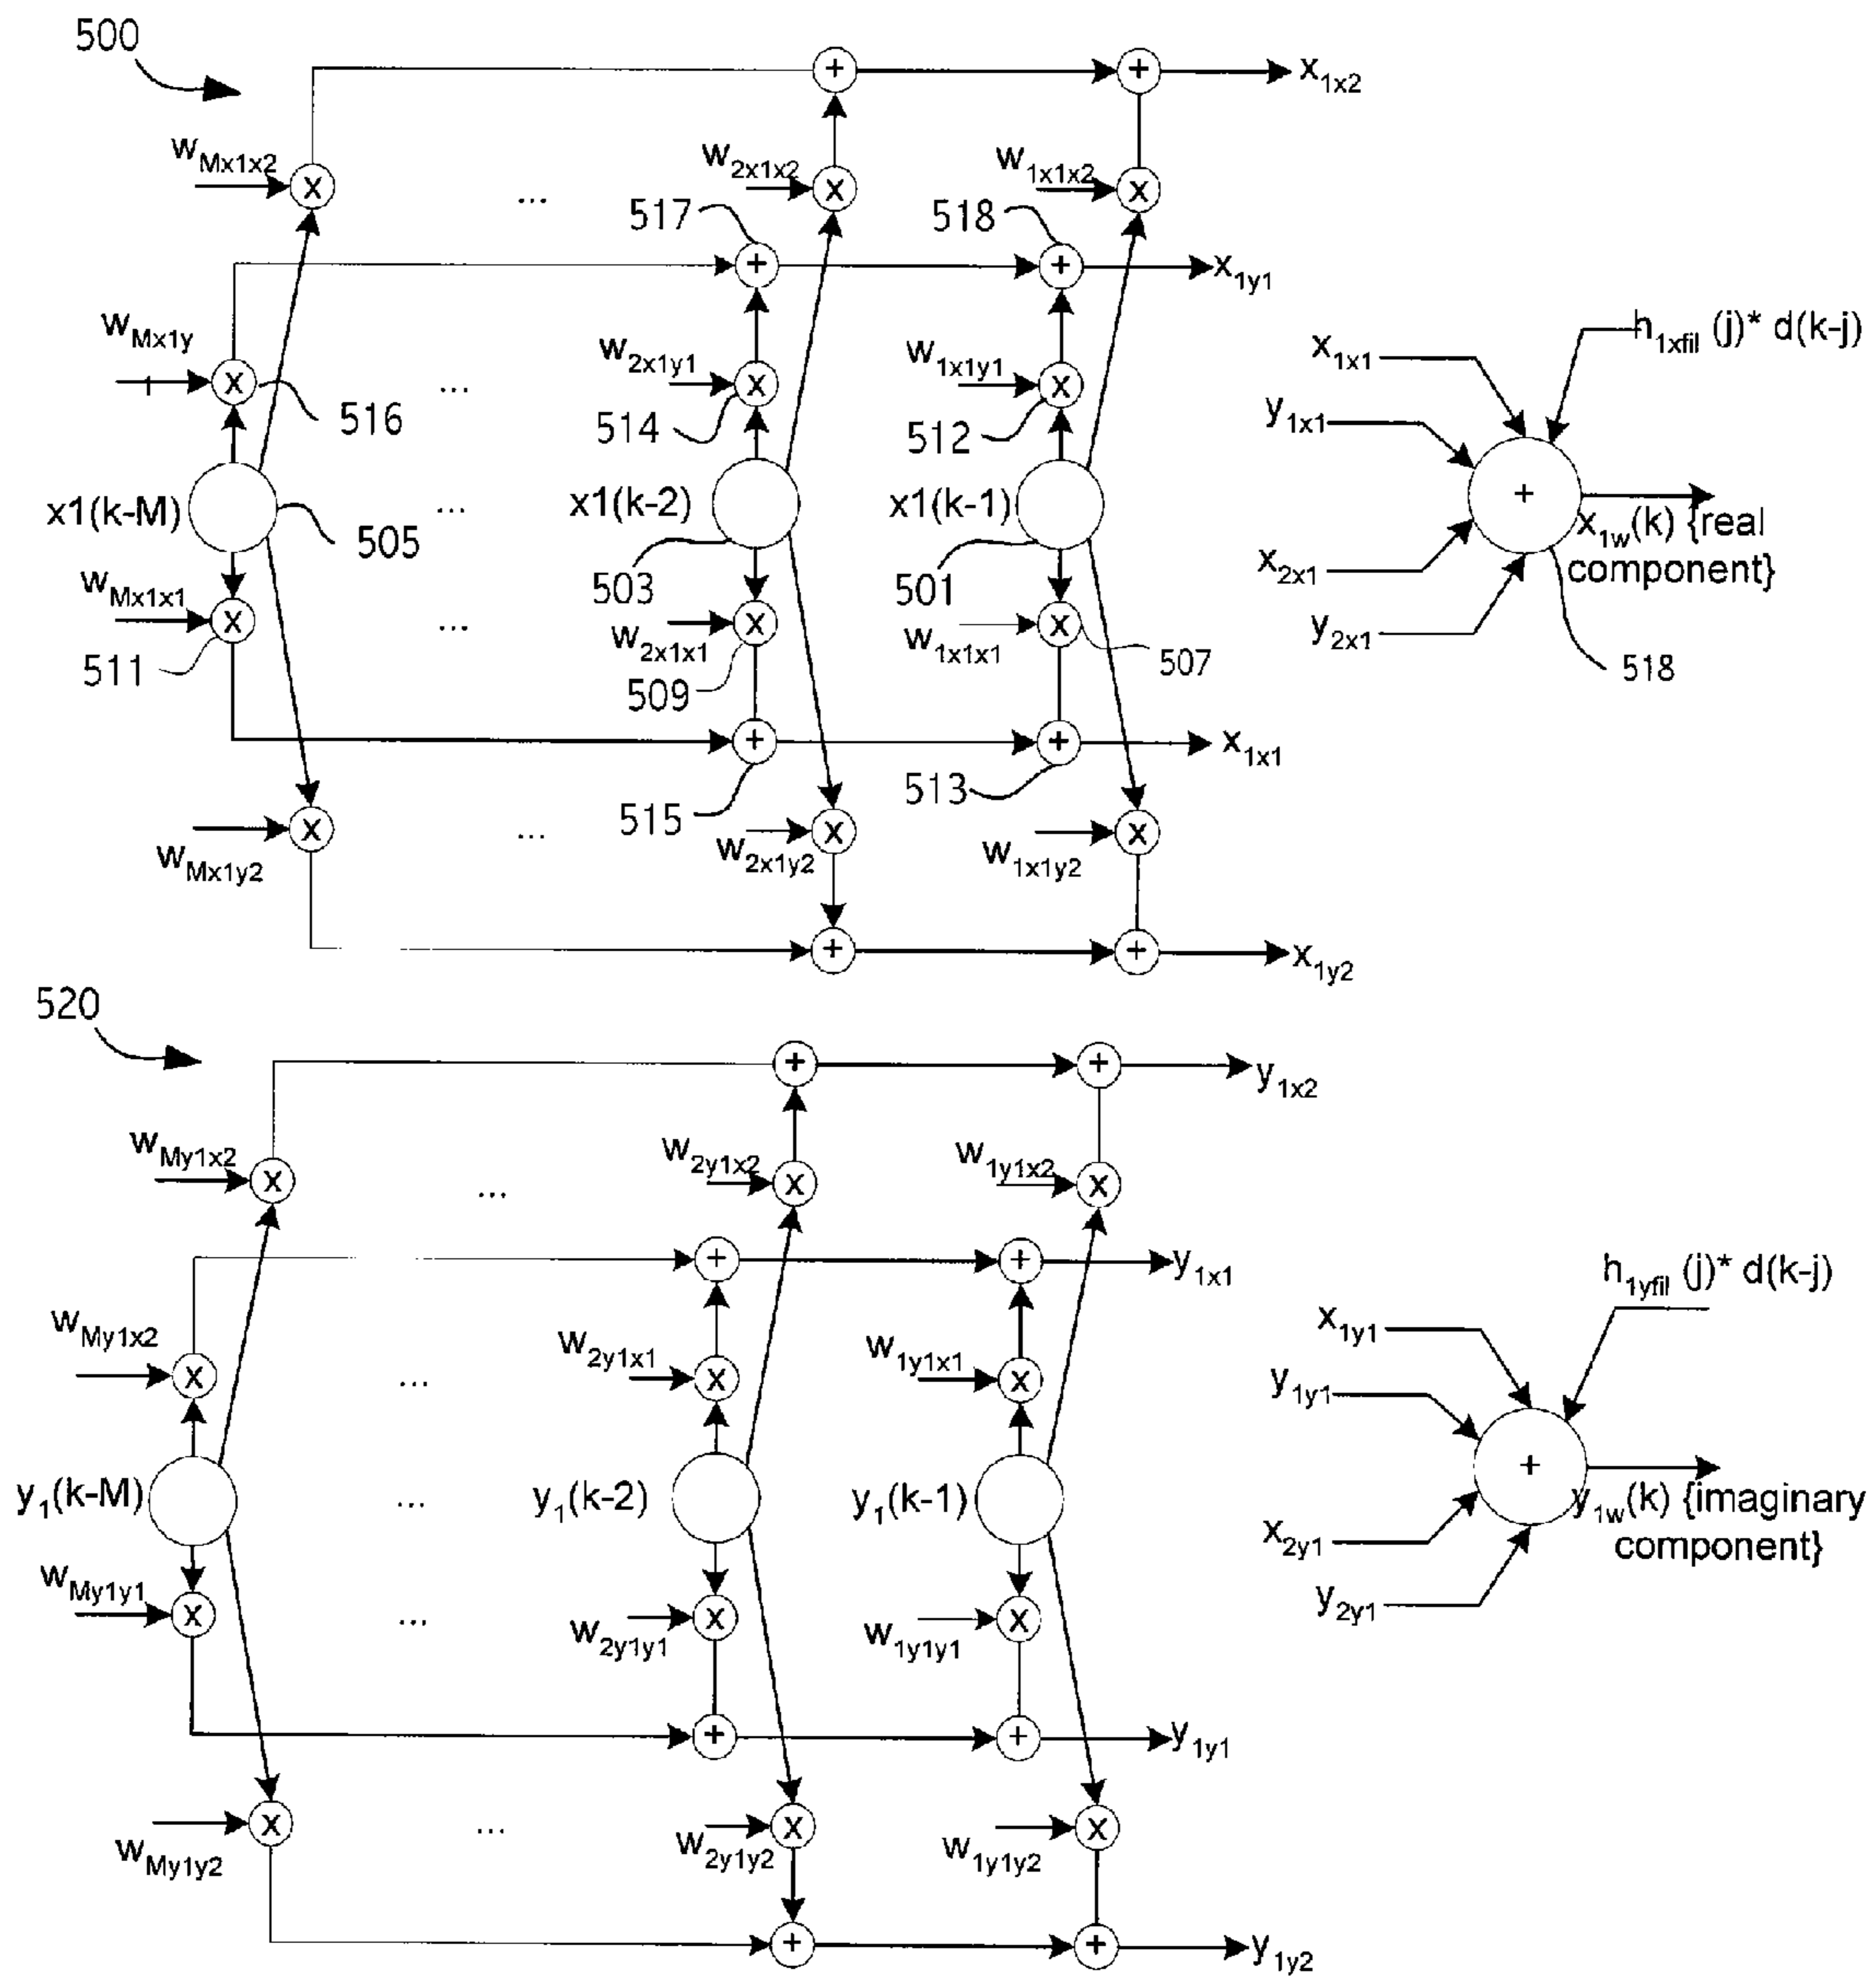 500
+ + x1x2
wMx1x2 x ... w2x1x2 x w1x1x2 x
517 518
+ + x1y1
wMx1y
1 x ... w2x1y1 x w1x1y1 x
516 514 512
x1(k-M) ... x1(k-2) x1(k-1)
505 503 501
wMx1x1 x ... w2x1x1 x w1x1x1 x
511 509 507
+ + x1x1
515 513
wMx1y2 x ... w2x1y2 x w1x1y2 x
+ + x1y2
h1xfil (j)* d(k-j)
x1x1
y1x1
+
x2x1
y2x1
x1w(k) {real
component}
518
520
+ + y1x2
wMy1x2 x ... w2y1x2 x w1y1x2 x
+ + y1x1
wMy1x2 x ... w2y1x1 x w1y1x1 x
y1(k-M) ... y1(k-2) y1(k-1)
wMy1y1 x ... w2y1y1 x w1y1y1 x
+ + y1y1
wMy1y2 x ... w2y1y2 x w1y1y2 x
+ + y1y2
h1yfil (j)* d(k-j)
x1y1
y1y1
+
x2y1
y2y1
y1w(k) {imaginary
component}